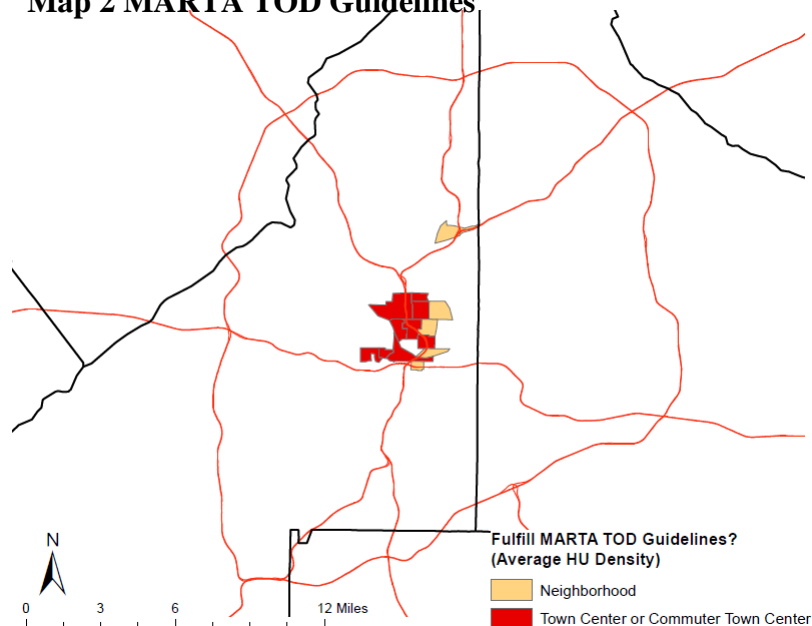 Map 2 MARTA TOD Guidelines
N
0 3 6 12 Miles
Fulfill MARTA TOD Guidelines?
(Average HU Density)
Neighborhood
Town Center or Commuter Town Center